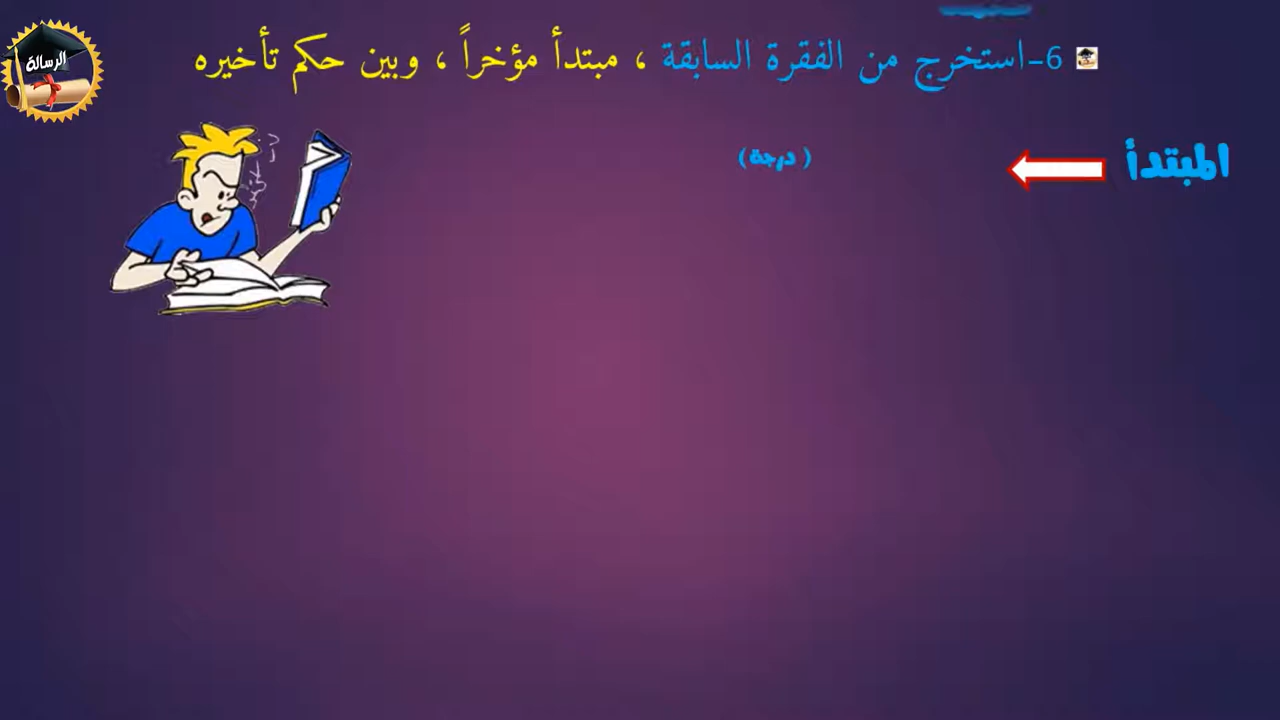 الرسالة
6-استخرج من الفقرة السابقة ، مبتدأ مؤخراً ، وبين حكم تأخيره
المبتدأ
( درجة )